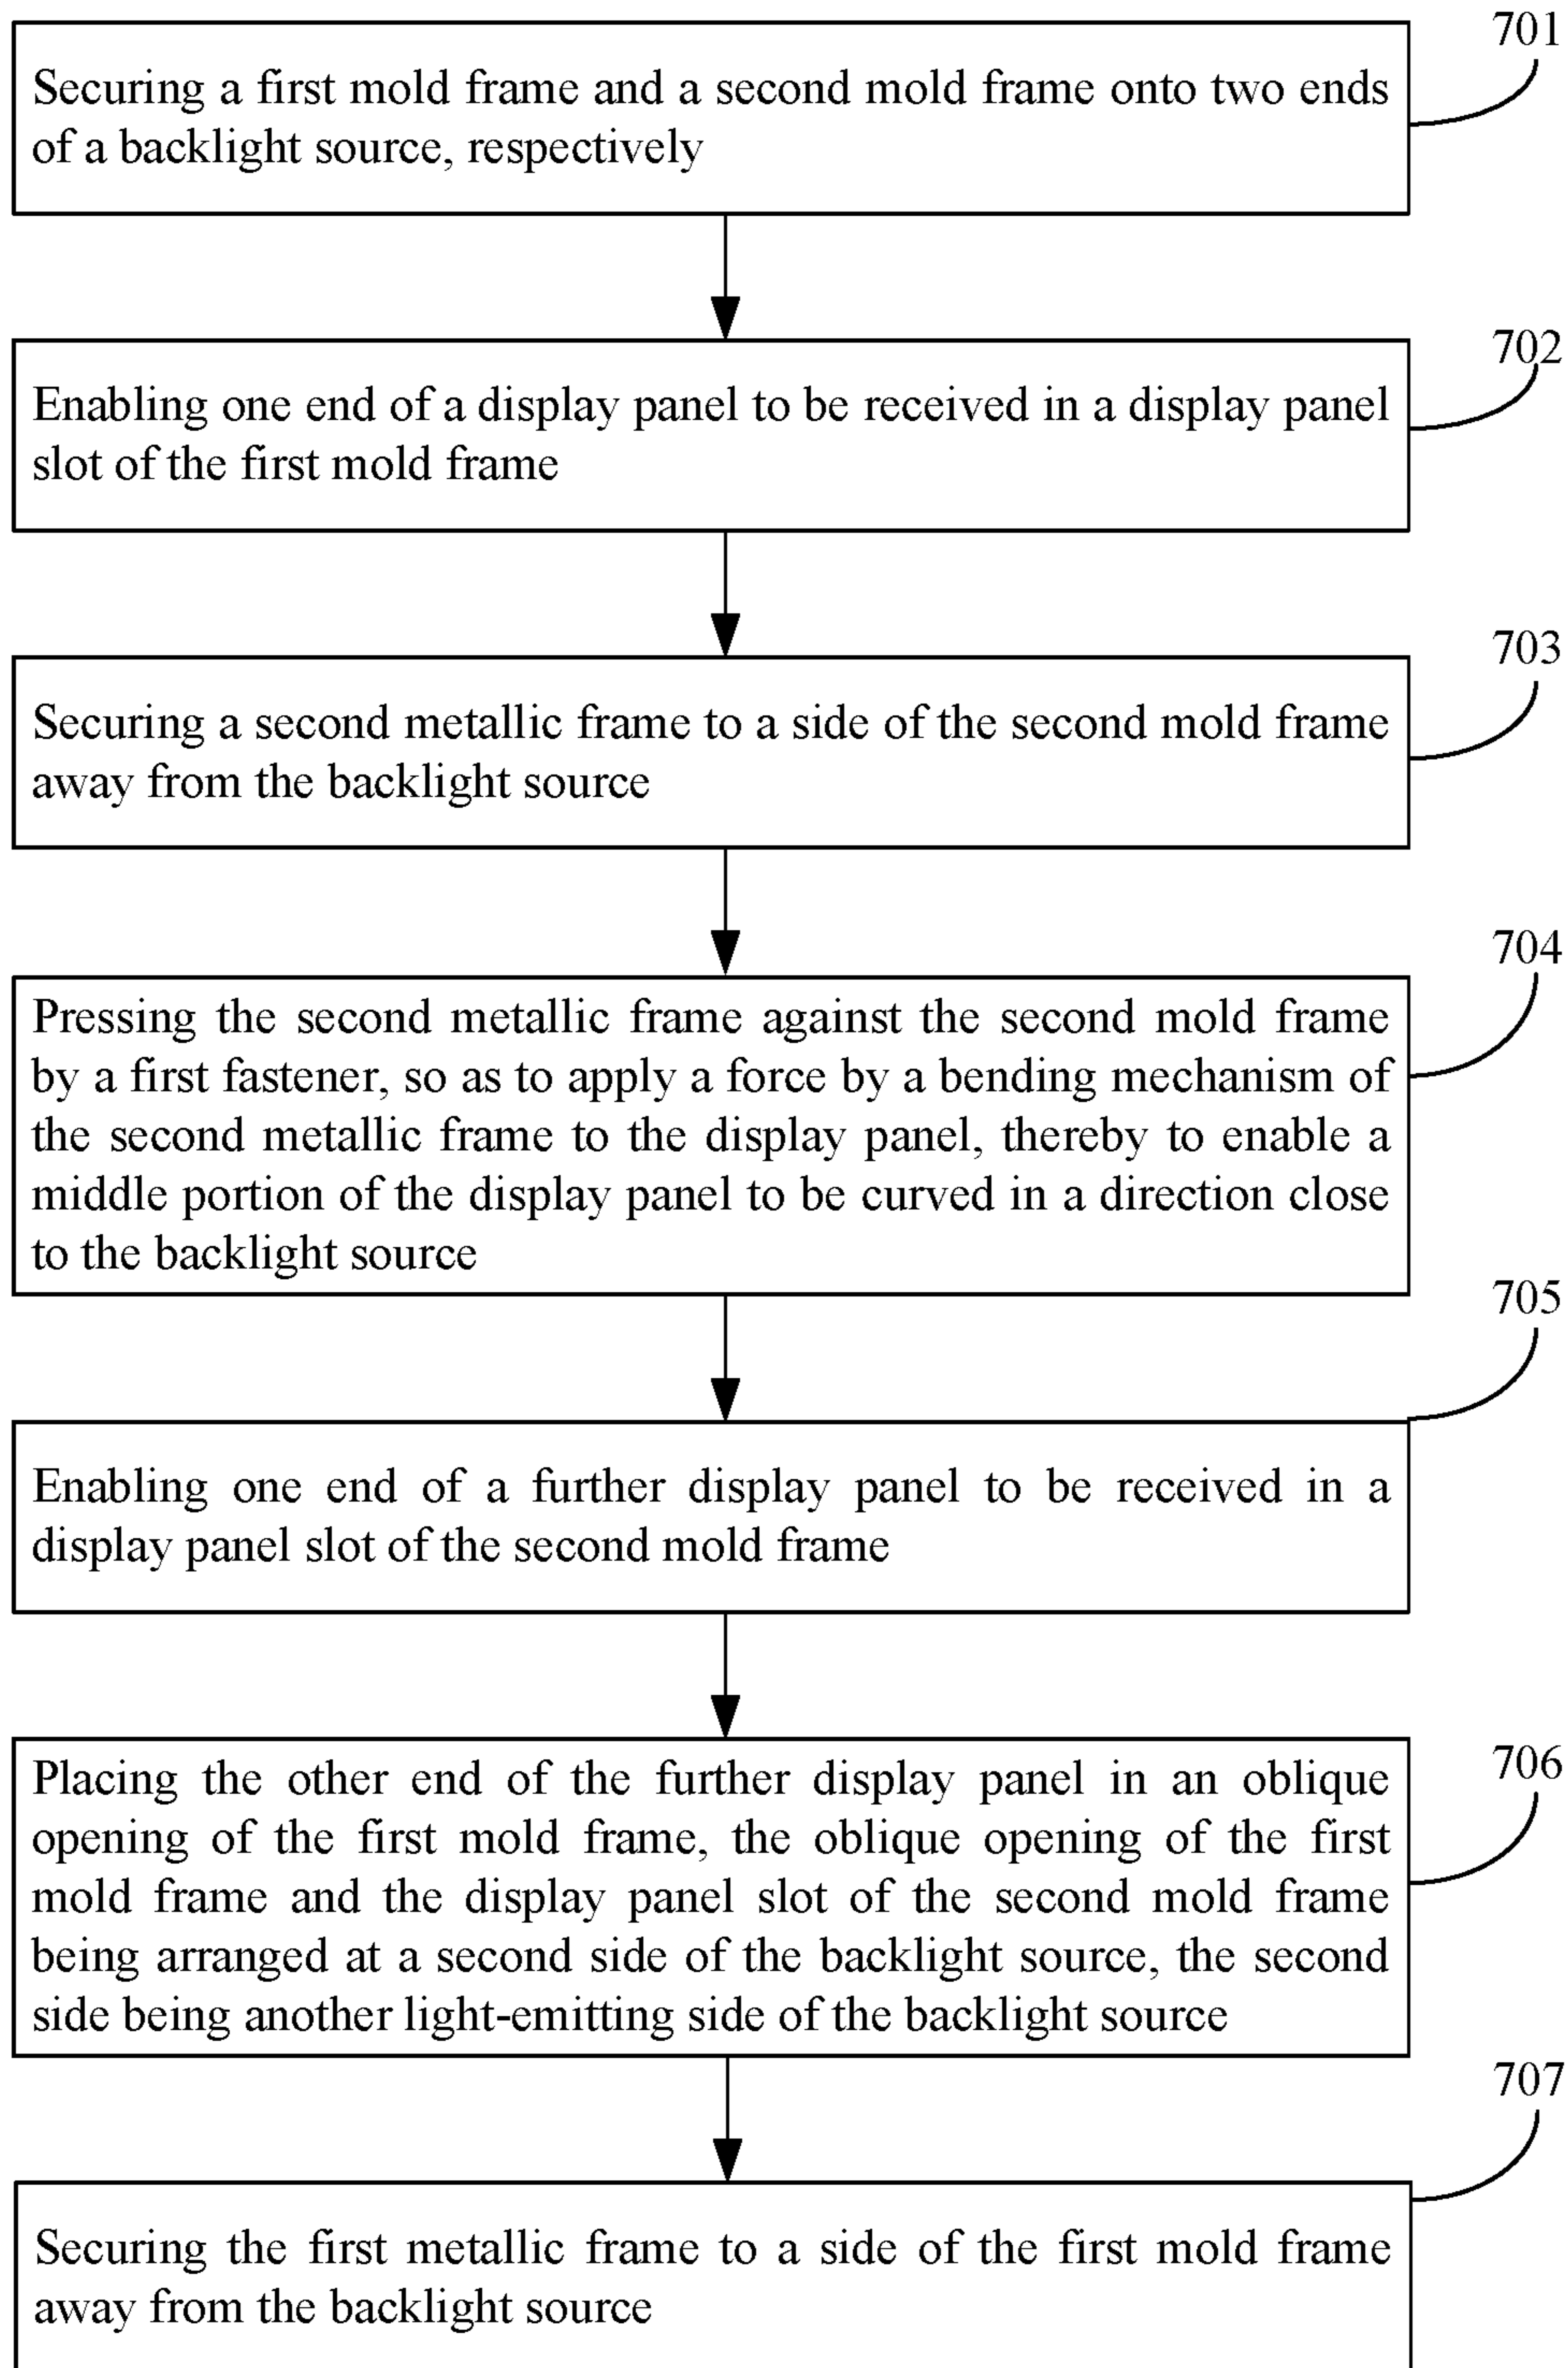 701
Securing a first mold frame and a second mold frame onto two ends
of a backlight source, respectively
702
Enabling one end of a display panel to be received in a display panel
slot of the first mold frame
703
Securing a second metallic frame to a side of the second mold frame
away from the backlight source
704
Pressing the second metallic frame against the second mold frame
by a first fastener, so as to apply a force by a bending mechanism of
the second metallic frame to the display panel, thereby to enable a
middle portion of the display panel to be curved in a direction close
to the backlight source
705
Enabling one end of a further display panel to be received in a
display panel slot of the second mold frame
706
Placing the other end of the further display panel in an oblique
opening of the first mold frame, the oblique opening of the first
mold frame and the display panel slot of the second mold frame
being arranged at a second side of the backlight source, the second
side being another light-emitting side of the backlight source
707
Securing the first metallic frame to a side of the first mold frame
away from the backlight source